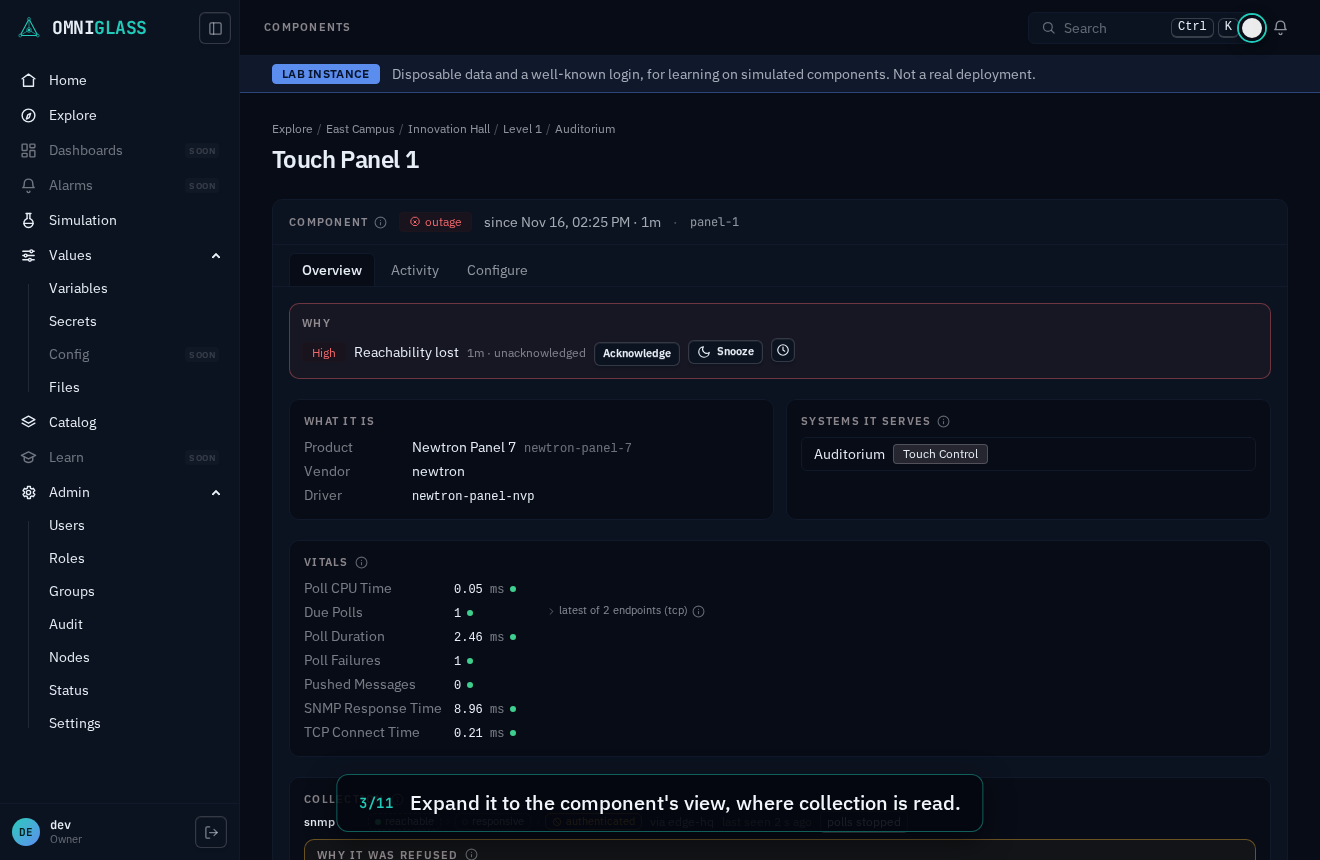 OMNIGLASS
COMPONENTS
Search Ctrl K
LAB INSTANCE Disposable data and a well-known login, for learning on simulated components. Not a real deployment.
Home
Explore
Dashboards SOON
Alarms SOON
Simulation
Values
Variables
Secrets
Config SOON
Files
Catalog
Learn SOON
Admin
Users
Roles
Groups
Audit
Nodes
Status
Settings
DE dev
Owner
Explore / East Campus / Innovation Hall / Level 1 / Auditorium
Touch Panel 1
COMPONENT outage since Nov 16, 02:25 PM · 1m · panel-1
Overview Activity Configure
WHY
High Reachability lost 1m · unacknowledged Acknowledge Snooze
WHAT IT IS
Product Newtron Panel 7 newtron-panel-7
Vendor newtron
Driver newtron-panel-nvp
SYSTEMS IT SERVES
Auditorium Touch Control
VITALS
Poll CPU Time 0.05 ms
Due Polls 1 latest of 2 endpoints (tcp)
Poll Duration 2.46 ms
Poll Failures 1
Pushed Messages 0
SNMP Response Time 8.96 ms
TCP Connect Time 0.21 ms
3/11 Expand it to the component's view, where collection is read.
snmp reachable responsive authenticated via edge-hq last seen 2 s ago polls stopped
WHY IT WAS REFUSED